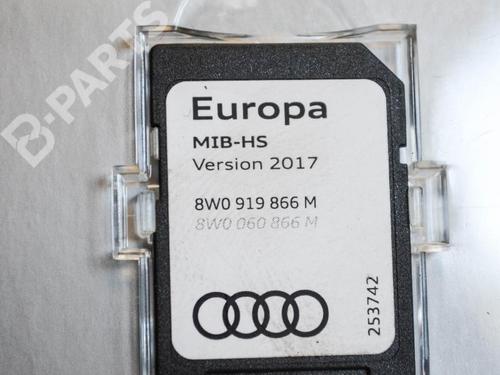 Europa
MIB-HS
Version 2017
8W0 919 866 M
8W0 060 866 M
253742
B-PARTS